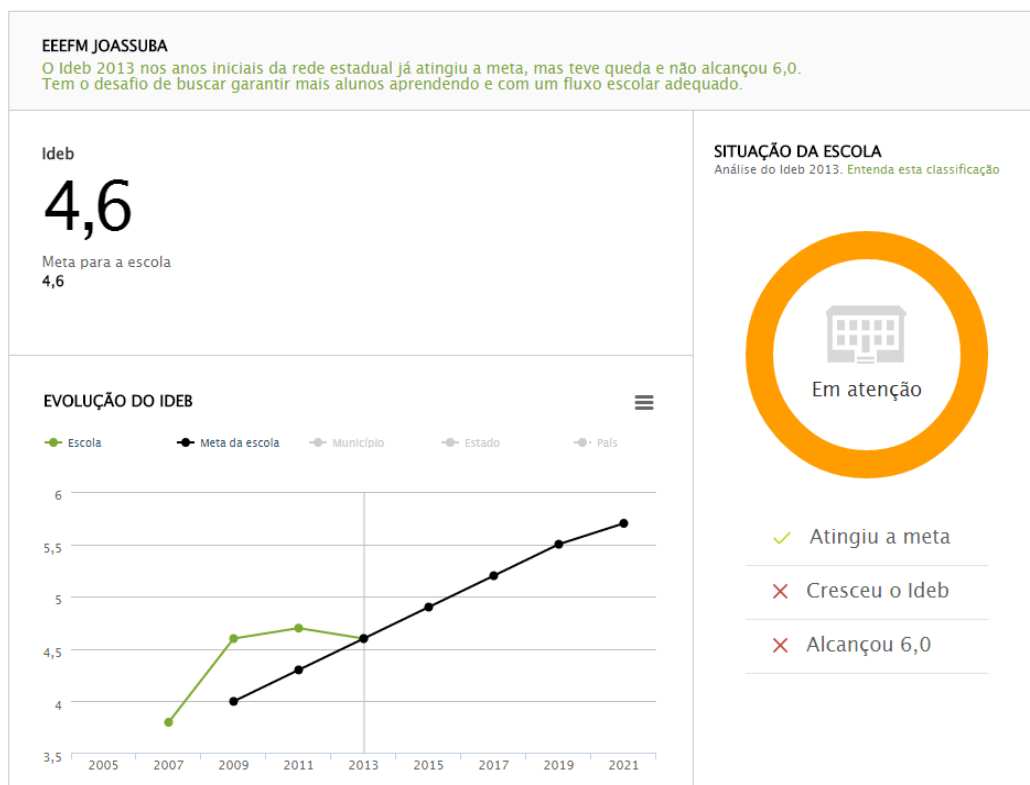 EEEFM JOASSUBA
O Ideb 2013 nos anos iniciais da rede estadual já atingiu a meta, mas teve queda e não alcançou 6,0.
Tem o desafio de buscar garantir mais alunos aprendendo e com um fluxo escolar adequado.
Ideb
4,6
Meta para a escola
4,6
SITUAÇÃO DA ESCOLA
Análise do Ideb 2013. Entenda esta classificação
Em atenção
Atingiu a meta
Cresceu o Ideb
Alcançou 6,0
EVOLUÇÃO DO IDEB
Escola Meta da escola Município Estado País
6
5,5
5
4,5
4
3,5
2005 2007 2009 2011 2013 2015 2017 2019 2021